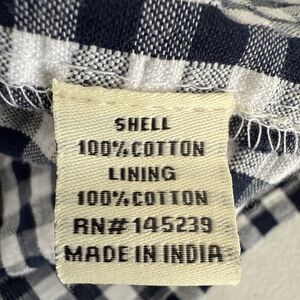 SHELL
100%COTTON
LINING
100%COTTON
RN# 145239
MADE IN INDIA